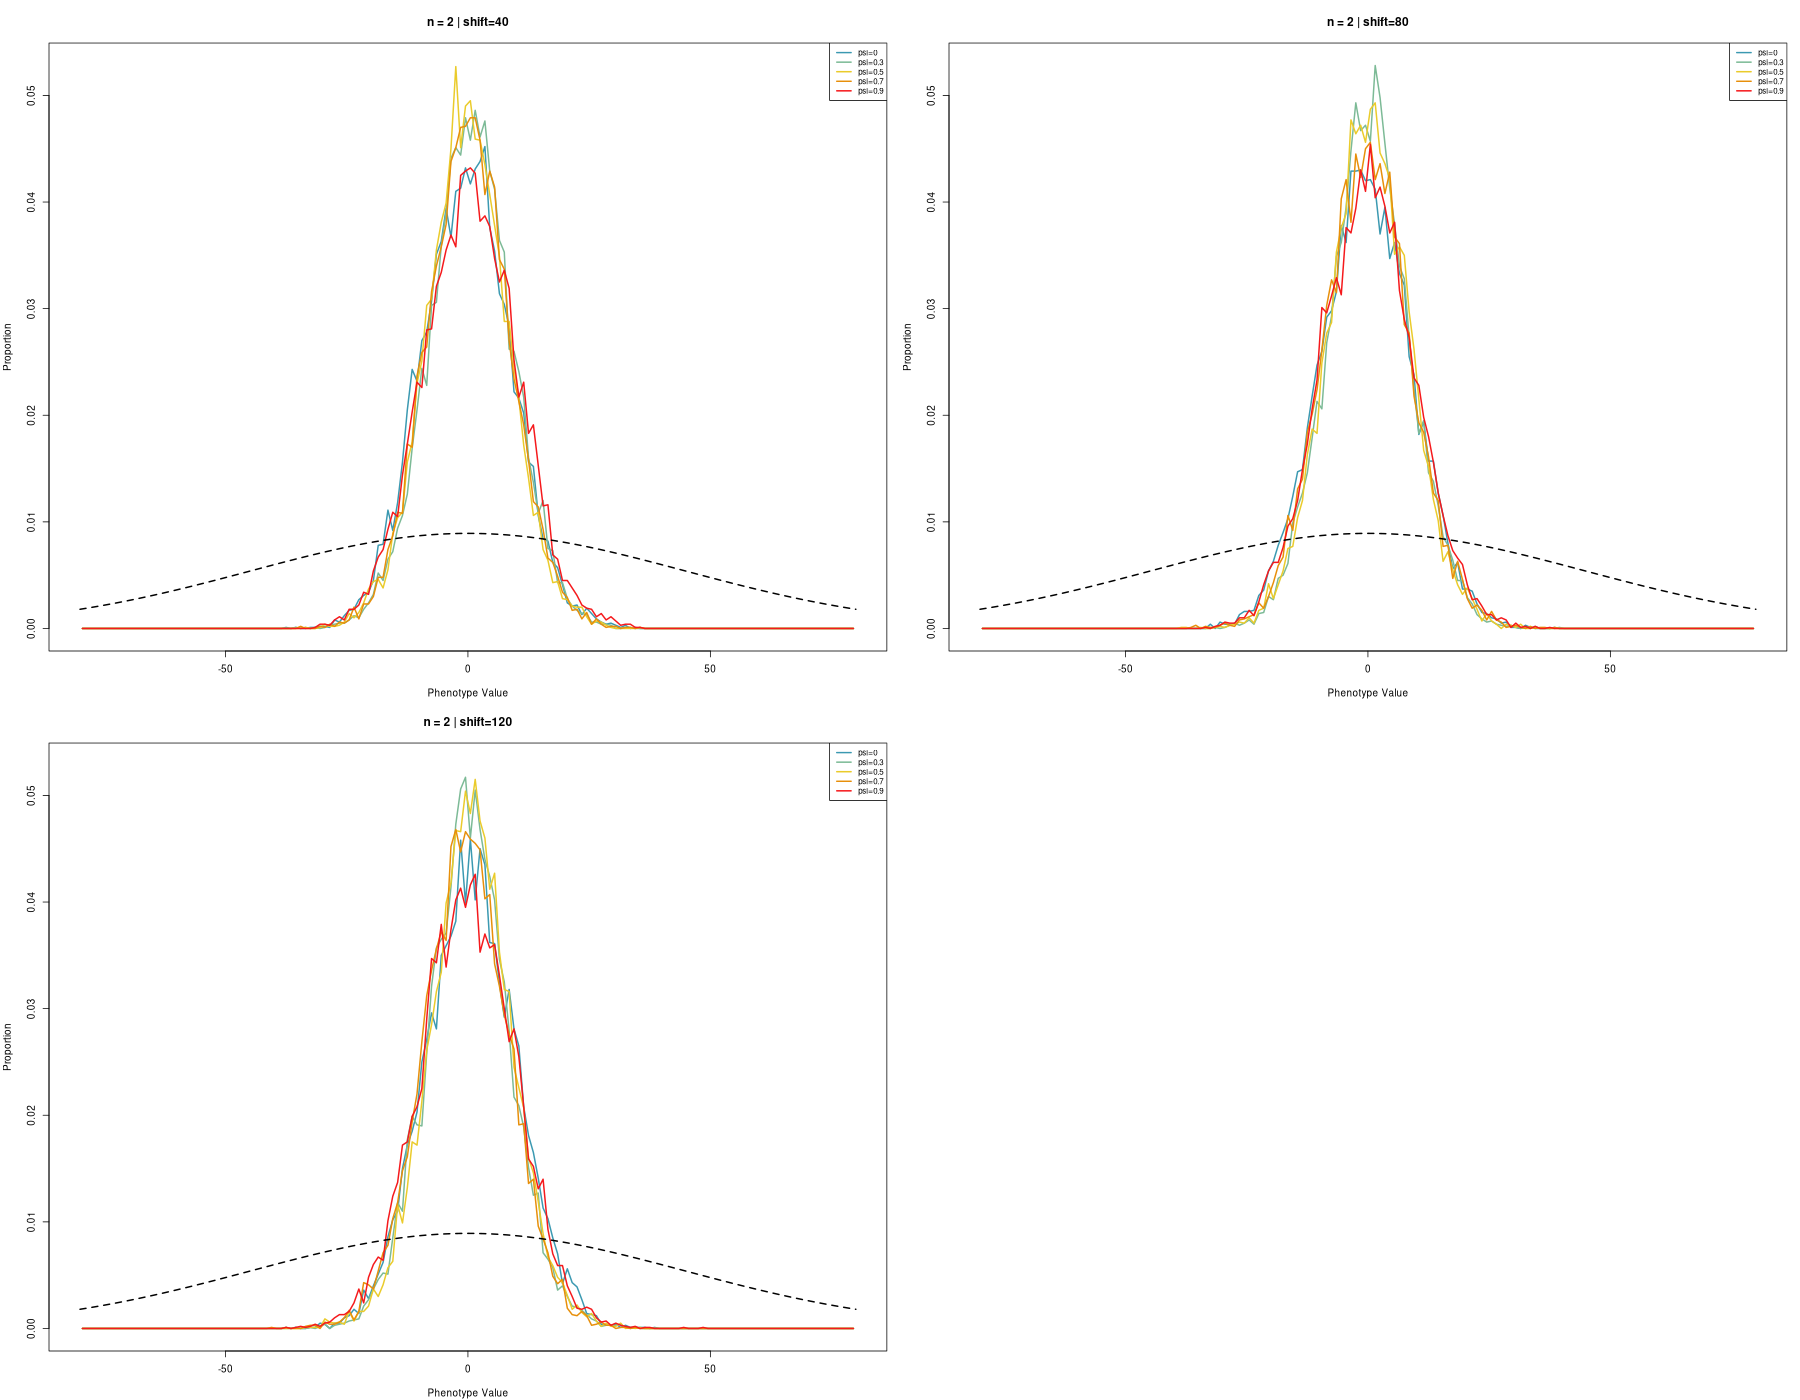 n = 2 | shift=40
psi=0
psi=0.3
psi=0.5
psi=0.7
psi=0.9
Proportion
0.00
0.01
0.02
0.03
0.04
0.05
-50
0
50
Phenotype Value
n = 2 | shift=80
psi=0
psi=0.3
psi=0.5
psi=0.7
psi=0.9
Proportion
0.00
0.01
0.02
0.03
0.04
0.05
-50
0
50
Phenotype Value
n = 2 | shift=120
psi=0
psi=0.3
psi=0.5
psi=0.7
psi=0.9
Proportion
0.00
0.01
0.02
0.03
0.04
0.05
-50
0
50
Phenotype Value